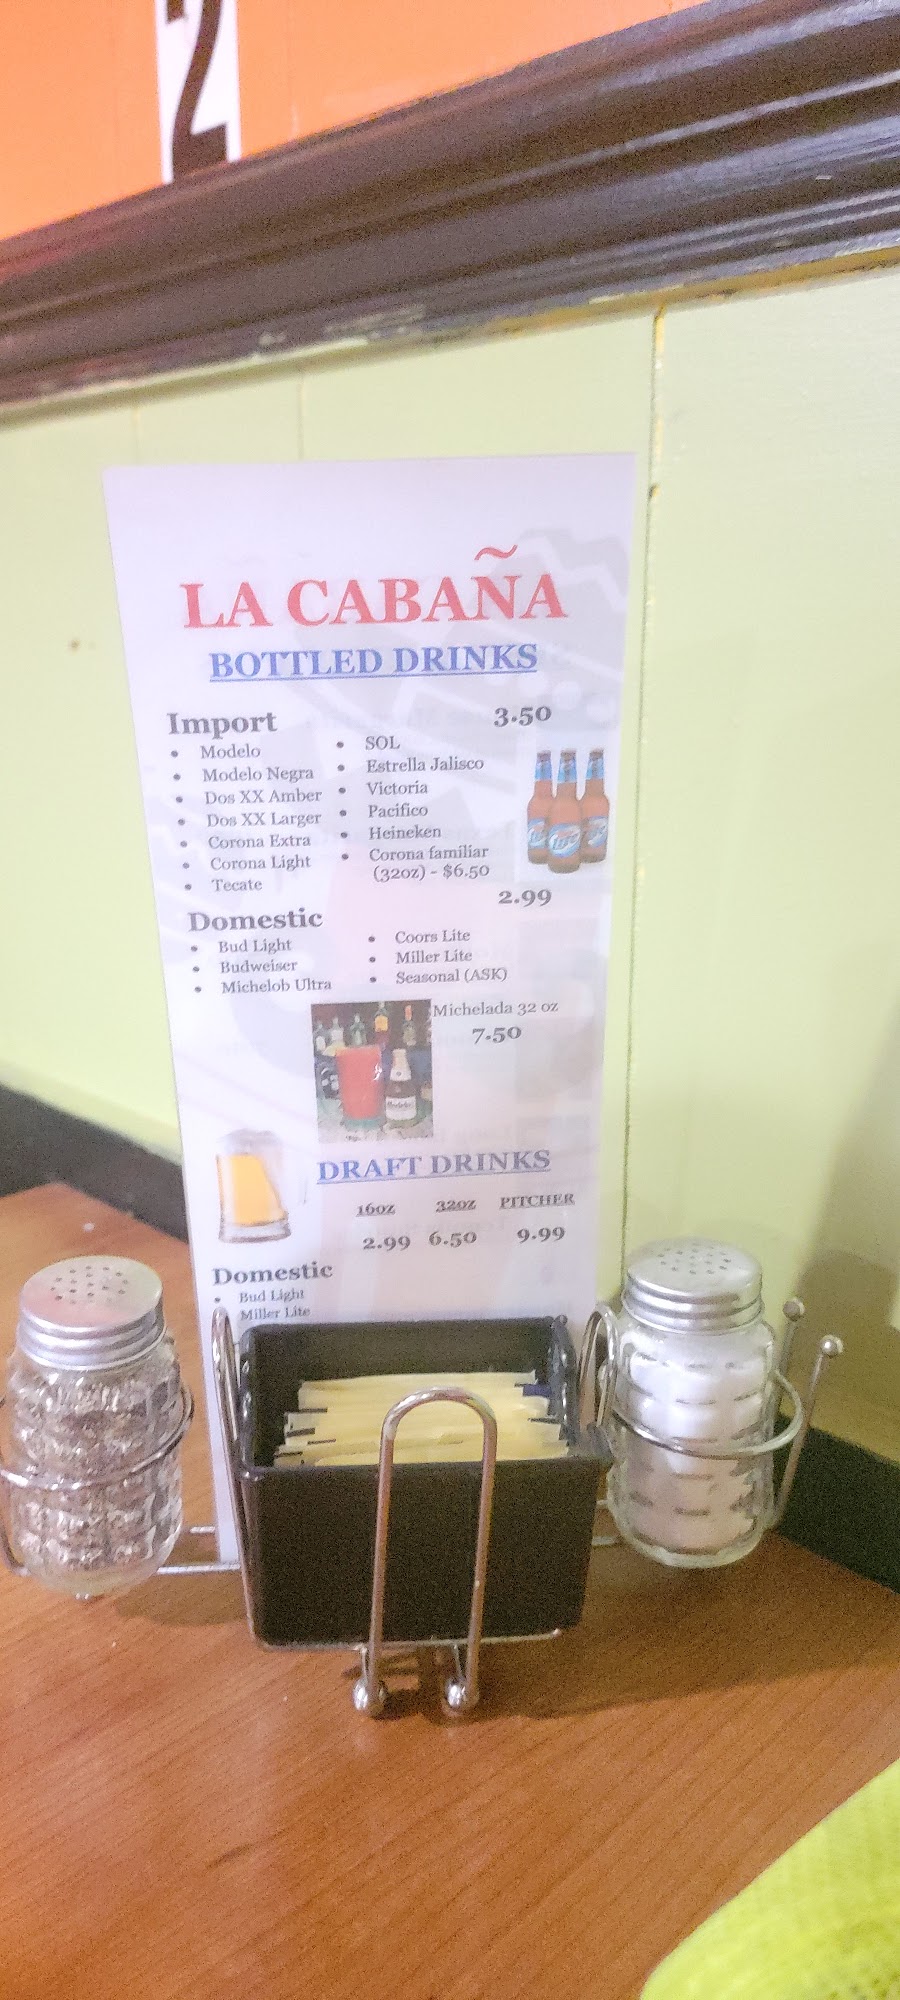 2
LA CABAÑA
BOTTLED DRINKS
Import 3.50
• Modelo
• Modelo Negra
• Dos XX Amber
• Dos XX Larger
• Corona Extra
• Corona Light
• Tecate
• SOL
• Estrella Jalisco
• Victoria
• Pacifico
• Heineken
• Corona familiar
(32oz) - $6.50
Lite Lite
Domestic 2.99
• Bud Light
• Budweiser
• Michelob Ultra
• Coors Lite
• Miller Lite
• Seasonal (ASK)
Michelada 32 oz
7.50
Modelo
DRAFT DRINKS
16oz 32oz PITCHER
2.99 6.50 9.99
Domestic
• Bud Light
Miller Lite